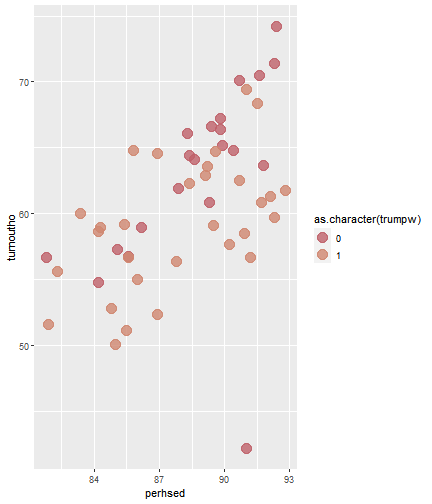 70
60
50
turnoutho
84 87 90 93
perhsed
as.character(trumpw)
0
1